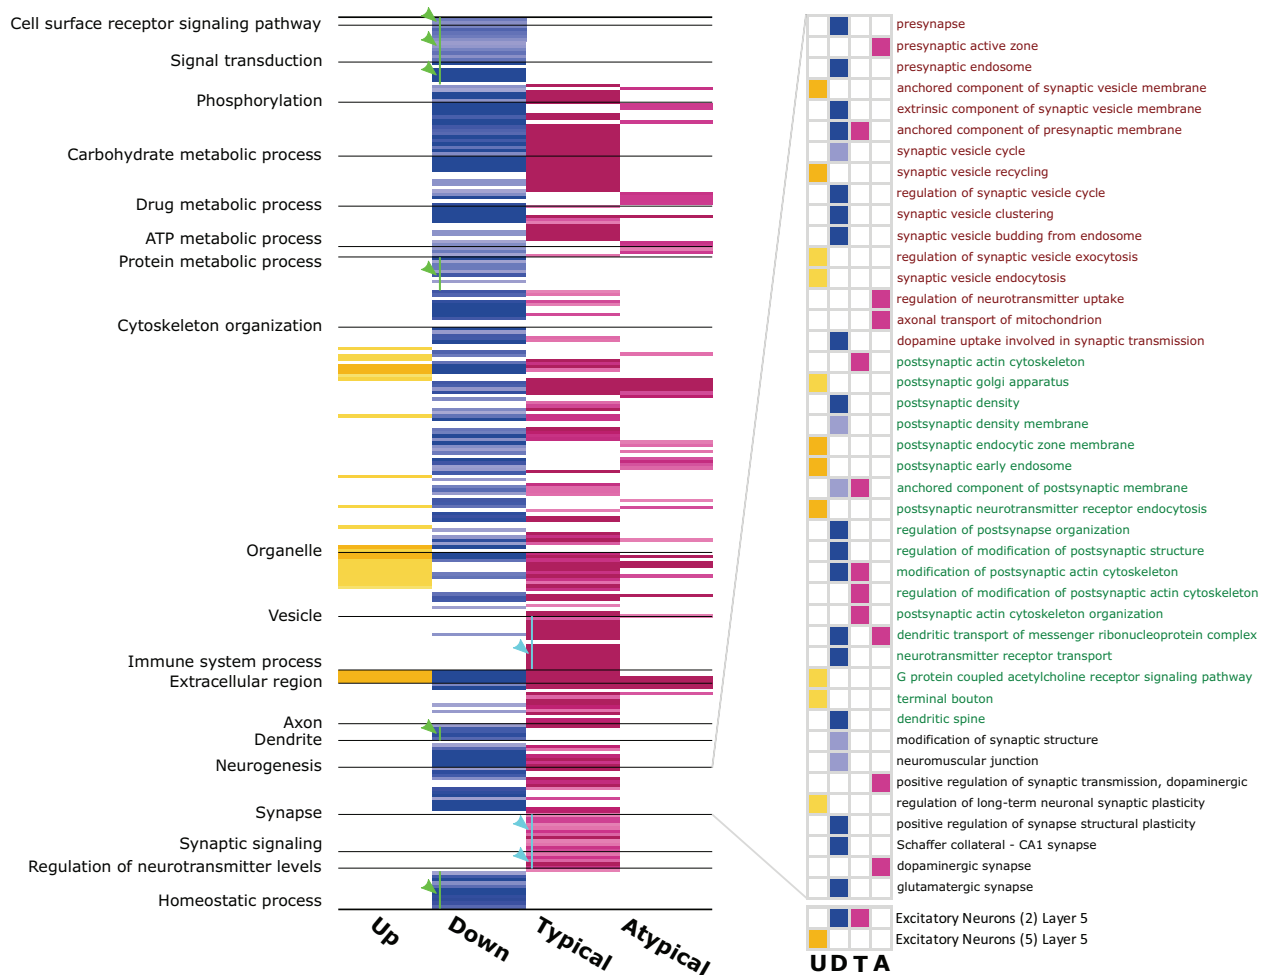 Cell surface receptor signaling pathway
Signal transduction
Phosphorylation
Carbohydrate metabolic process
Drug metabolic process
ATP metabolic process
Protein metabolic process
Cytoskeleton organization
Organelle
Vesicle
Immune system process
Extracellular region
Axon
Dendrite
Neurogenesis
Synapse
Synaptic signaling
Regulation of neurotransmitter levels
Homeostatic process
Up
Down
Typical
Atypical
presynapse
presynaptic active zone
presynaptic endosome
anchored component of synaptic vesicle membrane
extrinsic component of synaptic vesicle membrane
anchored component of presynaptic membrane
synaptic vesicle cycle
synaptic vesicle recycling
regulation of synaptic vesicle cycle
synaptic vesicle clustering
synaptic vesicle budding from endosome
regulation of synaptic vesicle exocytosis
synaptic vesicle endocytosis
regulation of neurotransmitter uptake
axonal transport of mitochondrion
dopamine uptake involved in synaptic transmission
postsynaptic actin cytoskeleton
postsynaptic golgi apparatus
postsynaptic density
postsynaptic density membrane
postsynaptic endocytic zone membrane
postsynaptic early endosome
anchored component of postsynaptic membrane
postsynaptic neurotransmitter receptor endocytosis
regulation of postsynapse organization
regulation of modification of postsynaptic structure
modification of postsynaptic actin cytoskeleton
regulation of modification of postsynaptic actin cytoskeleton
postsynaptic actin cytoskeleton organization
dendritic transport of messenger ribonucleoprotein complex
neurotransmitter receptor transport
G protein coupled acetylcholine receptor signaling pathway
terminal bouton
dendritic spine
modification of synaptic structure
neuromuscular junction
positive regulation of synaptic transmission, dopaminergic
regulation of long-term neuronal synaptic plasticity
positive regulation of synapse structural plasticity
Schaffer collateral - CA1 synapse
dopaminergic synapse
glutamatergic synapse
Excitatory Neurons (2) Layer 5
Excitatory Neurons (5) Layer 5
U D T A